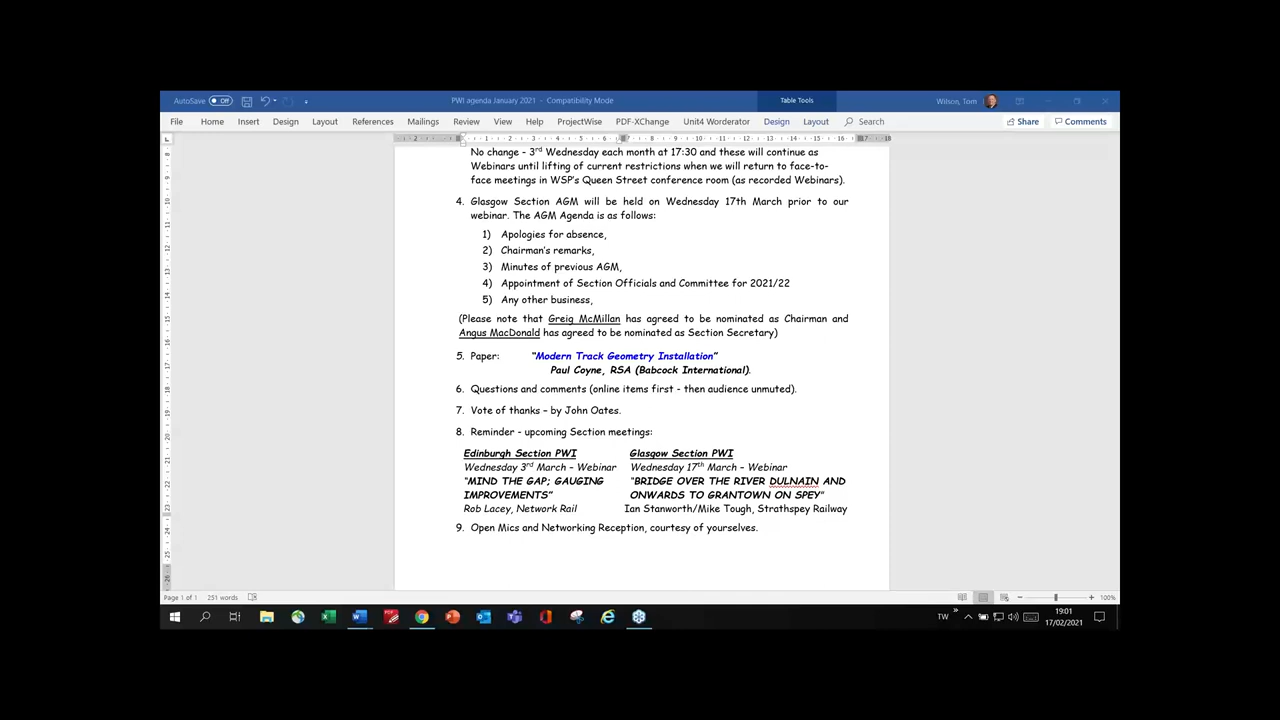 AutoSave Off
PWI agenda January 2021 - Compatibility Mode
Table Tools
Wilson, Tom
File Home Insert Design Layout References Mailings Review View Help ProjectWise PDF-XChange Unit4 Worderator Design Layout Search Share Comments
No change - 3rd Wednesday each month at 17:30 and these will continue as
Webinars until lifting of current restrictions when we will return to face-to-
face meetings in WSP's Queen Street conference room (as recorded Webinars).
4. Glasgow Section AGM will be held on Wednesday 17th March prior to our
webinar. The AGM Agenda is as follows:
1) Apologies for absence,
2) Chairman's remarks,
3) Minutes of previous AGM,
4) Appointment of Section Officials and Committee for 2021/22
5) Any other business,
(Please note that Greig McMillan has agreed to be nominated as Chairman and
Angus MacDonald has agreed to be nominated as Section Secretary)
5. Paper: "Modern Track Geometry Installation"
Paul Coyne, RSA (Babcock International).
6. Questions and comments (online items first - then audience unmuted).
7. Vote of thanks – by John Oates.
8. Reminder - upcoming Section meetings:
Edinburgh Section PWI Glasgow Section PWI
Wednesday 3rd March – Webinar Wednesday 17th March – Webinar
"MIND THE GAP; GAUGING "BRIDGE OVER THE RIVER DULNAIN AND
IMPROVEMENTS" ONWARDS TO GRANTOWN ON SPEY"
Rob Lacey, Network Rail Ian Stanworth/Mike Tough, Strathspey Railway
9. Open Mics and Networking Reception, courtesy of yourselves.
Page 1 of 1 251 words 100%
TW 19:01
17/02/2021